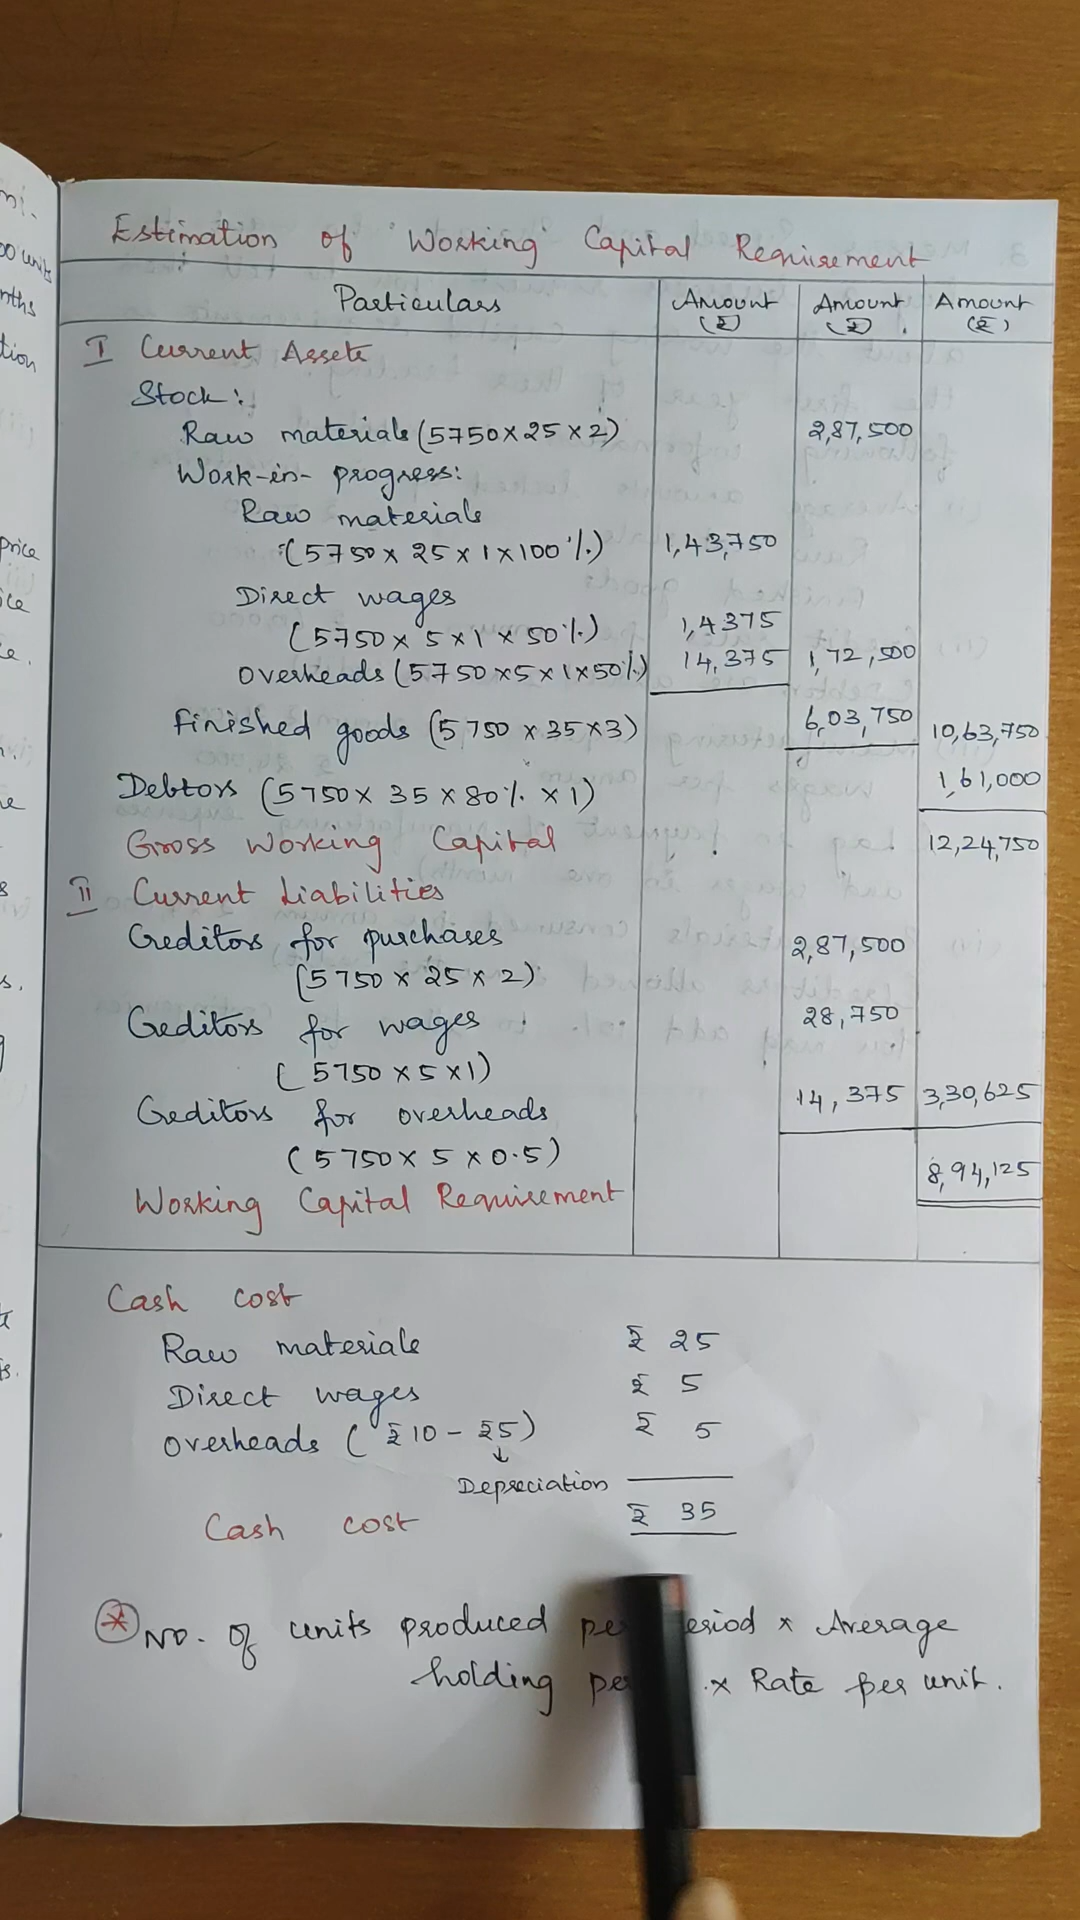 Estimation of Working Capital Requirement
Particulars Amount (₹) Amount (₹) Amount (₹)
I Current Assets
Stock:
Raw materials (5750 x 25 x 2) 2,87,500
Work-in-progress:
Raw materials
(5750 x 25 x 1 x 100%) 1,43,750
Direct wages
(5750 x 5 x 1 x 50%) 1,4375
Overheads (5750 x 5 x 1 x 50%) 14,375 1,72,500
Finished goods (5750 x 35 x 3) 6,03,750 10,63,750
Debtors (5750 x 35 x 80% x 1) 1,61,000
Gross Working Capital 12,24,750
II Current Liabilities
Creditors for purchases 2,87,500
(5750 x 25 x 2)
Creditors for wages 28,750
(5750 x 5 x 1)
Creditors for overheads 14,375 3,30,625
(5750 x 5 x 0.5)
Working Capital Requirement 8,94,125
Cash cost
Raw materials ₹ 25
Direct wages ₹ 5
Overheads (₹10 - ₹5) ₹ 5
↓
Depreciation
Cash cost ₹ 35
* No. of units produced x Average
holding x Rate per unit.
units
price